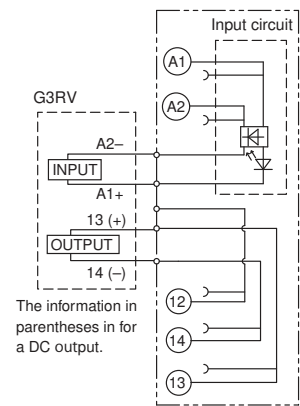 Input circuit
A1
G3RV
A2
A2–
INPUT
A1+
13 (+)
OUTPUT
14 (–)
12
The information in
parentheses in for
a DC output.
14
13